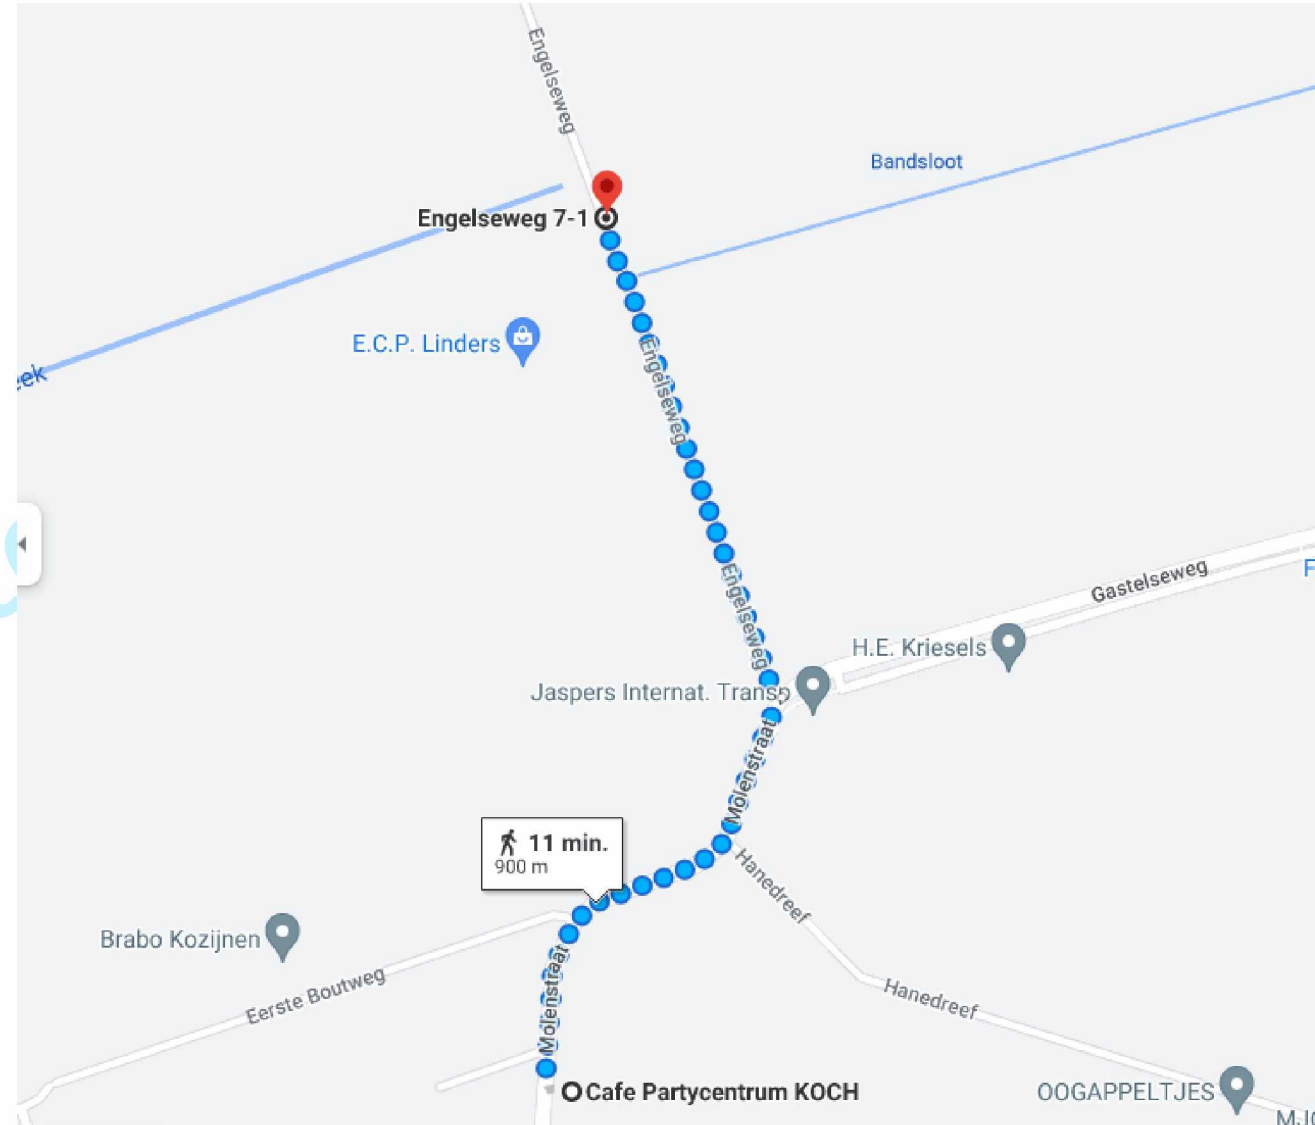 Engelseweg
Bandsloot
Engelseweg 7-1
E.C.P. Linders
eek
Engelseweg
Gastelseweg
F
Engelseweg
H.E. Kriesels
Jaspers Internat. Transp
Molenstraat
11 min.
900 m
Hanedreef
Brabo Kozijnen
Molenstraat
Eerste Boutweg
Hanedreef
Cafe Partycentrum KOCH
OOGAPPELTJES